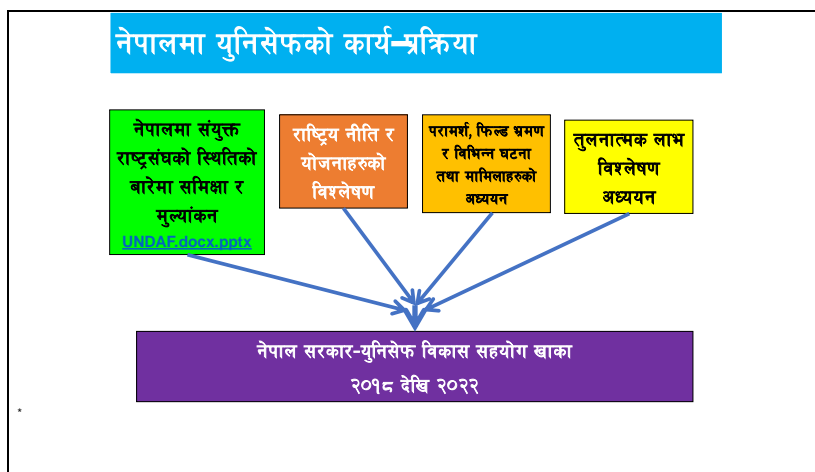 नेपालमा युनिसेफको कार्य–प्रक्रिया
नेपालमा संयुक्त
राष्ट्रसंघको स्थितिको
बारेमा समिक्षा र
मुल्यांकन
UNDAF.docx.pptx
राष्ट्रिय नीति र
योजनाहरुको
विश्लेषण
परामर्श, फिल्ड भ्रमण
र विभिन्न घटना
तथा मामिलाहरुको
अध्ययन
तुलनात्मक लाभ
विश्लेषण
अध्ययन
नेपाल सरकार-युनिसेफ विकास सहयोग खाका
२०१८ देखि २०२२
*